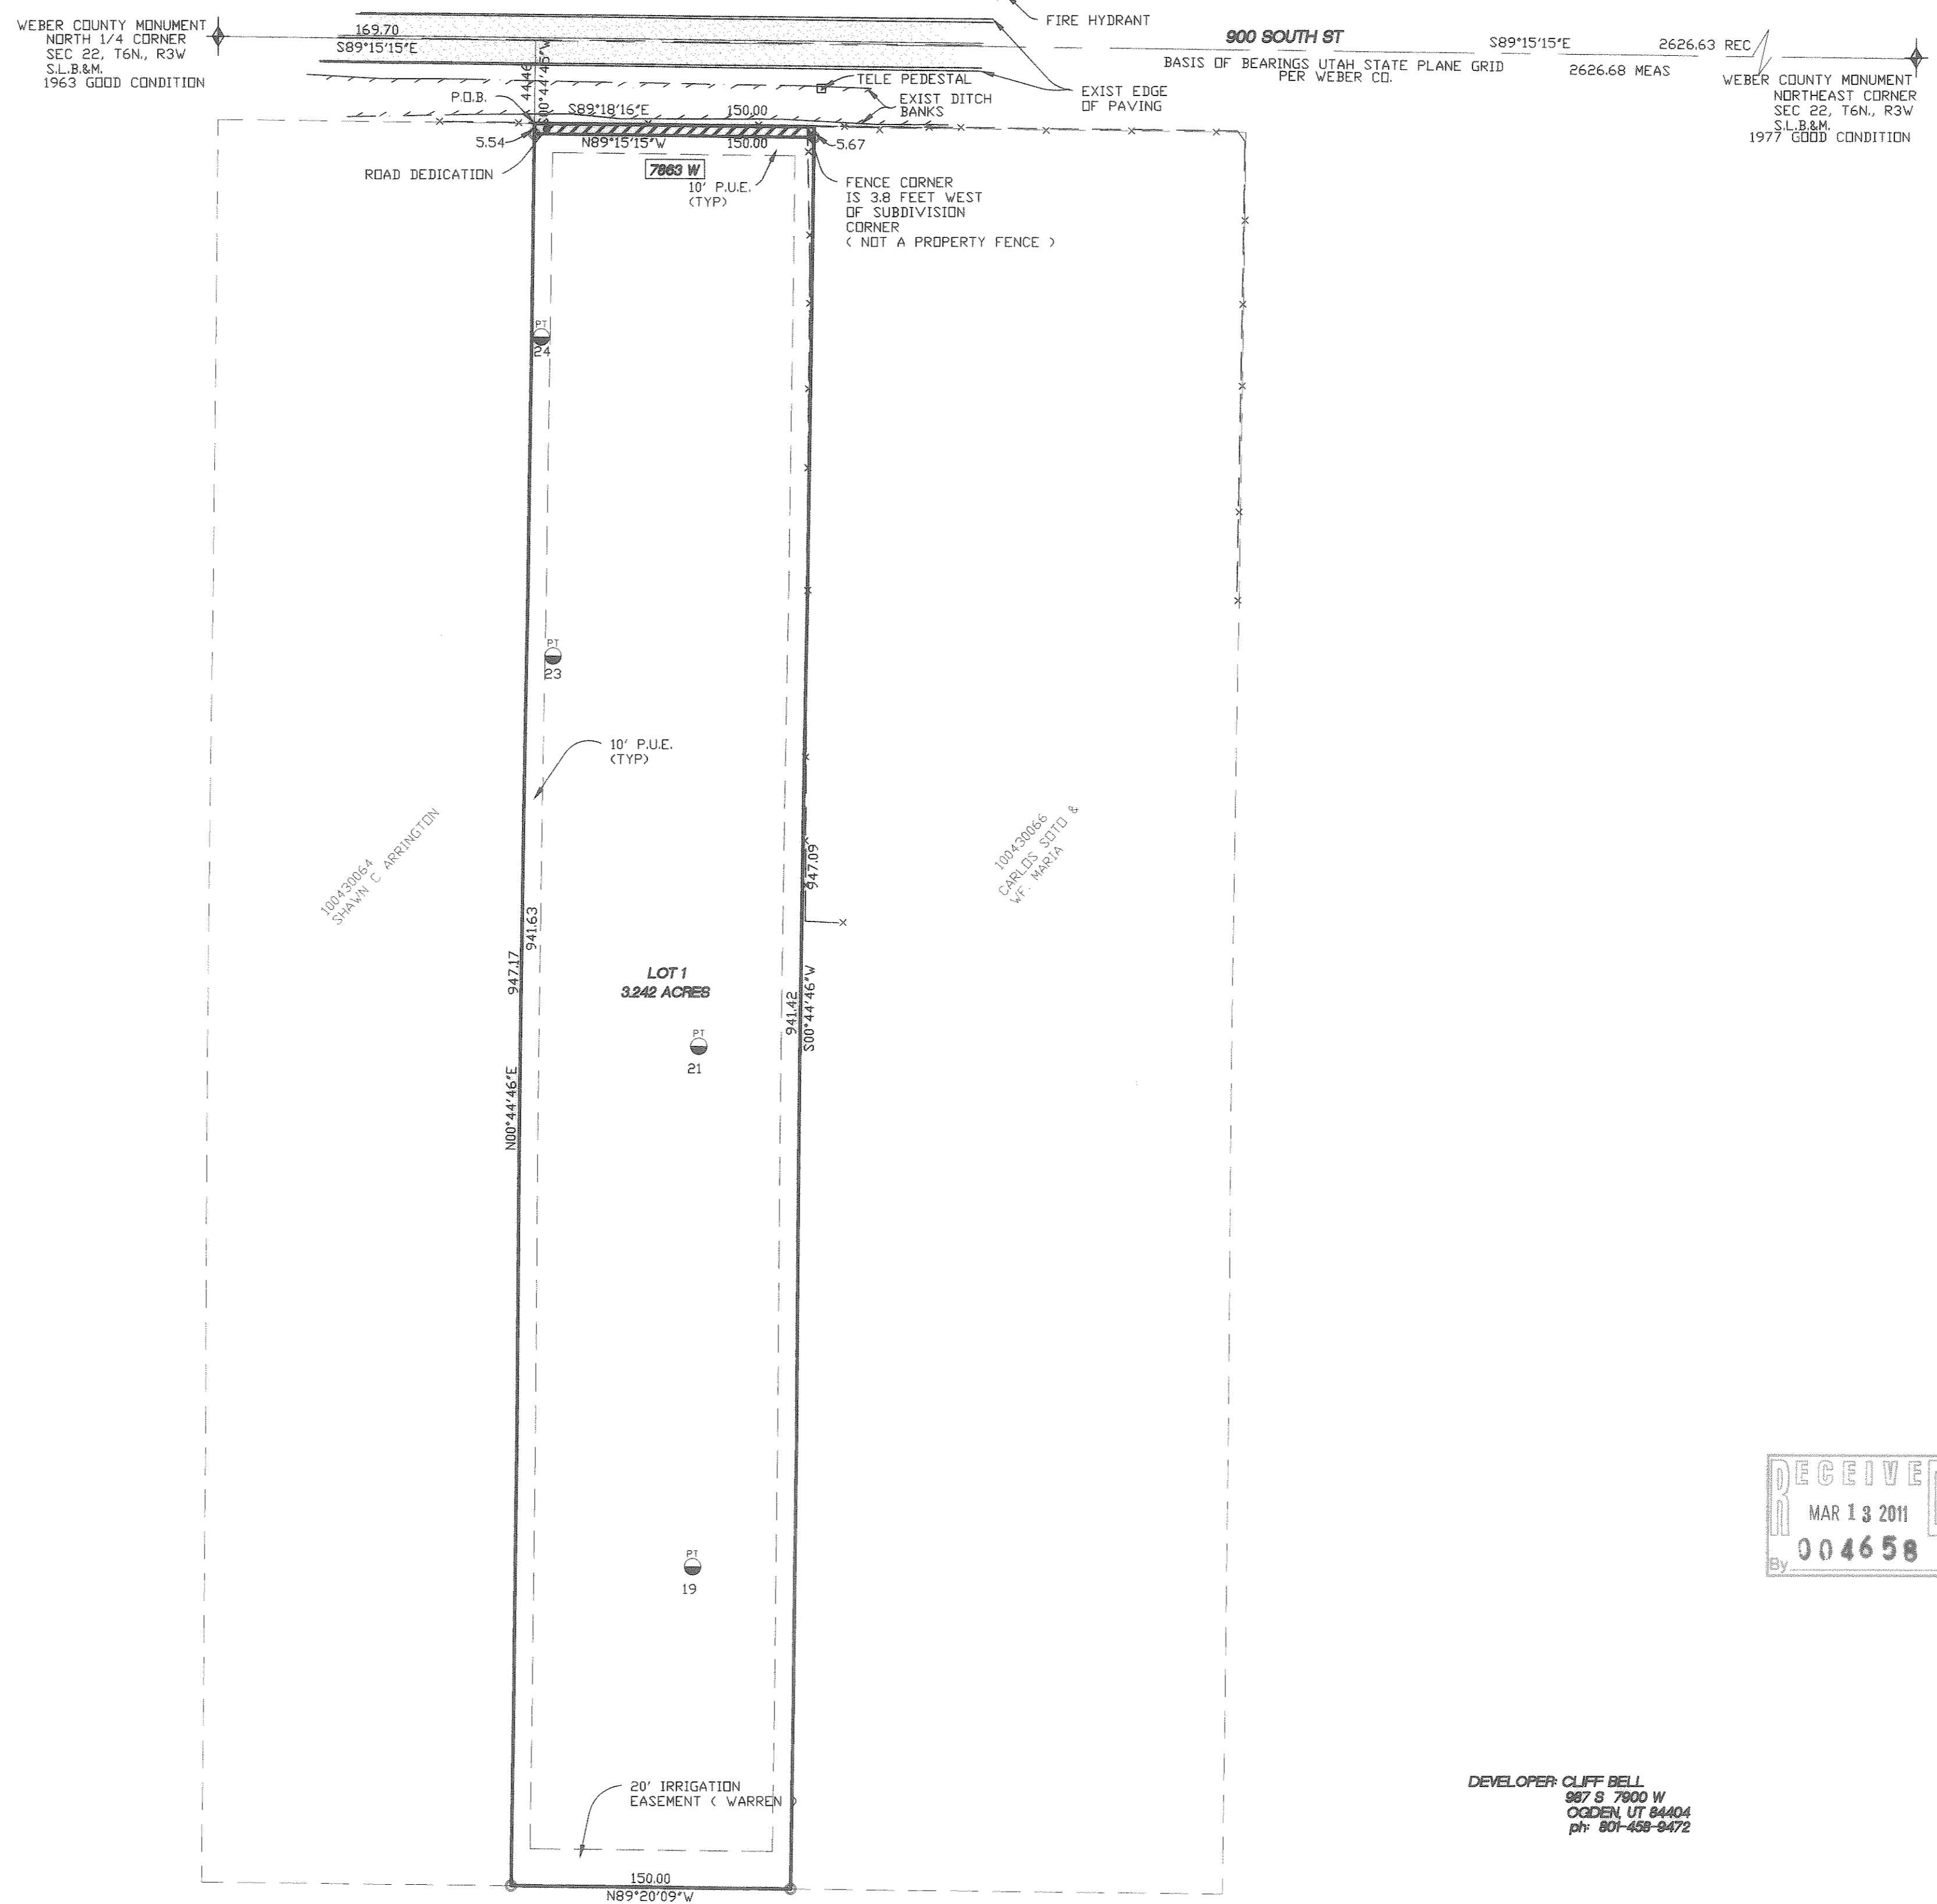 WEBER COUNTY MONUMENT
NORTH 1/4 CORNER
SEC 22, T6N., R3W
S.L.B.&M.
1963 GOOD CONDITION
169.70
S89°15'15"E
FIRE HYDRANT
900 SOUTH ST
BASIS OF BEARINGS UTAH STATE PLANE GRID
PER WEBER CO.
S89°15'15"E
2626.63 REC
2626.68 MEAS
WEBER COUNTY MONUMENT
NORTHEAST CORNER
SEC 22, T6N., R3W
S.L.B.&M.
1977 GOOD CONDITION
44.46
S00°44'45"W
P.O.B.
TELE PEDESTAL
EXIST DITCH
BANKS
EXIST EDGE
OF PAVING
S89°18'16"E
150.00
5.54
N89°15'15"W
150.00
5.67
ROAD DEDICATION
7863 W
10' P.U.E.
(TYP)
FENCE CORNER
IS 3.8 FEET WEST
OF SUBDIVISION
CORNER
( NOT A PROPERTY FENCE )
PT
24
PT
23
10' P.U.E.
(TYP)
100430064
SHAWN C ARRINGTON
100430066
CARLOS SOTO &
WF. MARIA
947.09
941.63
947.17
LOT 1
3.242 ACRES
941.42
S00°44'46"W
PT
21
N00°44'46"E
PT
19
RECEIVED
MAR 13 2011
By 004658
20' IRRIGATION
EASEMENT ( WARREN )
DEVELOPER: CLIFF BELL
987 S 7900 W
OGDEN, UT 84404
ph: 801-458-9472
150.00
N89°20'09"W